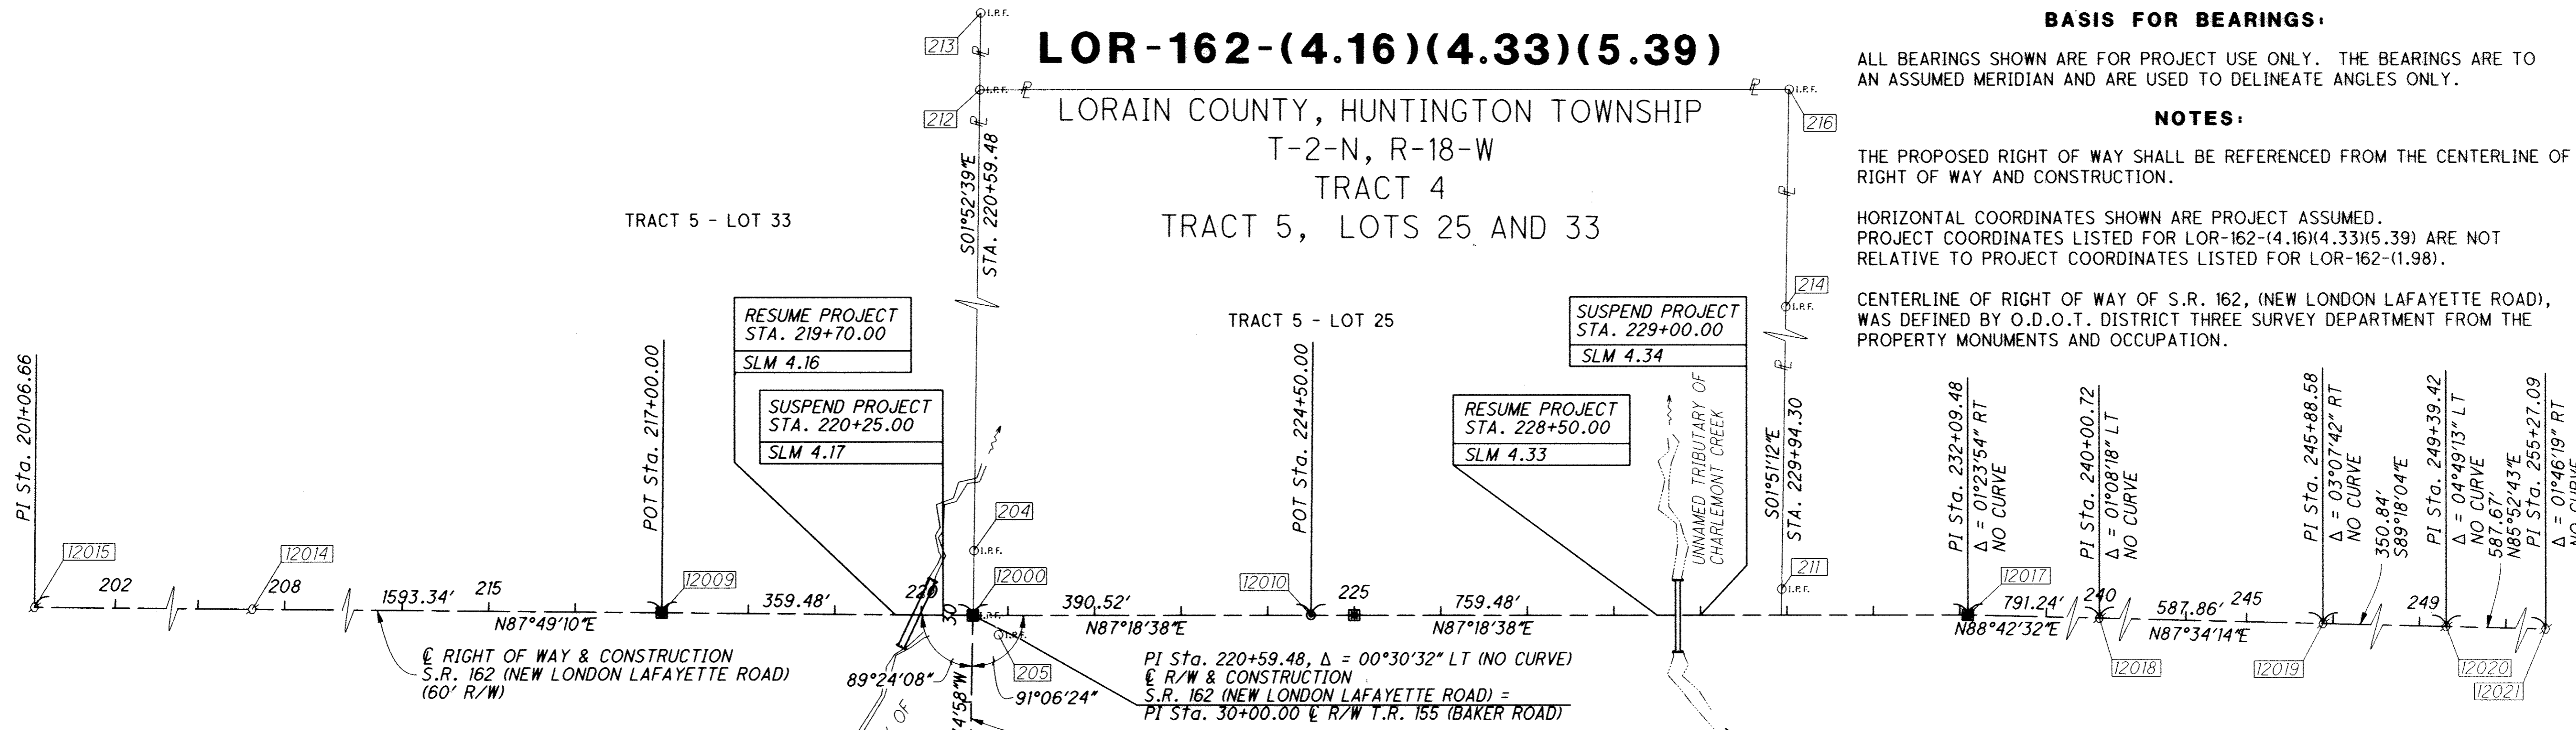 LOR-162-(4.16)(4.33)(5.39)
LORAIN COUNTY, HUNTINGTON TOWNSHIP
T-2-N, R-18-W
TRACT 4
TRACT 5, LOTS 25 AND 33
BASIS FOR BEARINGS:
ALL BEARINGS SHOWN ARE FOR PROJECT USE ONLY. THE BEARINGS ARE TO
AN ASSUMED MERIDIAN AND ARE USED TO DELINEATE ANGLES ONLY.
NOTES:
THE PROPOSED RIGHT OF WAY SHALL BE REFERENCED FROM THE CENTERLINE OF
RIGHT OF WAY AND CONSTRUCTION.
HORIZONTAL COORDINATES SHOWN ARE PROJECT ASSUMED.
PROJECT COORDINATES LISTED FOR LOR-162-(4.16)(4.33)(5.39) ARE NOT
RELATIVE TO PROJECT COORDINATES LISTED FOR LOR-162-(1.98).
CENTERLINE OF RIGHT OF WAY OF S.R. 162, (NEW LONDON LAFAYETTE ROAD),
WAS DEFINED BY O.D.O.T. DISTRICT THREE SURVEY DEPARTMENT FROM THE
PROPERTY MONUMENTS AND OCCUPATION.
I.P.F.
213
I.P.F.
212
I.P.F.
216
S01°52'39"E
STA. 220+59.48
TRACT 5 - LOT 33
TRACT 5 - LOT 25
RESUME PROJECT
STA. 219+70.00
SLM 4.16
SUSPEND PROJECT
STA. 220+25.00
SLM 4.17
SUSPEND PROJECT
STA. 229+00.00
SLM 4.34
RESUME PROJECT
STA. 228+50.00
SLM 4.33
214
I.P.F.
UNNAMED TRIBUTARY OF
CHARLEMONT CREEK
S01°51'12"E
STA. 229+94.30
211
I.P.F.
PI Sta. 201+06.66
POT Sta. 217+00.00
POT Sta. 224+50.00
PI Sta. 232+09.48
Δ = 01°23'54" RT
NO CURVE
PI Sta. 240+00.72
Δ = 01°08'18" LT
NO CURVE
PI Sta. 245+88.58
Δ = 03°07'42" RT
NO CURVE
350.84'
S89°18'04"E
PI Sta. 249+39.42
Δ = 04°49'13" LT
NO CURVE
587.67'
N85°52'43"E
PI Sta. 255+27.09
Δ = 01°46'19" RT
NO CURVE
12015
202
12014
208
1593.34'
215
N87°49'10"E
12009
359.48'
220
30
204
I.P.F.
12000
I.P.F.
I.P.F.
205
390.52'
N87°18'38"E
12010
225
759.48'
N87°18'38"E
12017
791.24'
N88°42'32"E
240
12018
587.86'
245
N87°34'14"E
12019
249
12020
12021
℄ RIGHT OF WAY & CONSTRUCTION
S.R. 162 (NEW LONDON LAFAYETTE ROAD)
(60' R/W)
89°24'08"
91°06'24"
4'58"W
OF
PI Sta. 220+59.48, Δ = 00°30'32" LT (NO CURVE)
℄ R/W & CONSTRUCTION
S.R. 162 (NEW LONDON LAFAYETTE ROAD) =
PI Sta. 30+00.00 ℄ R/W T.R. 155 (BAKER ROAD)